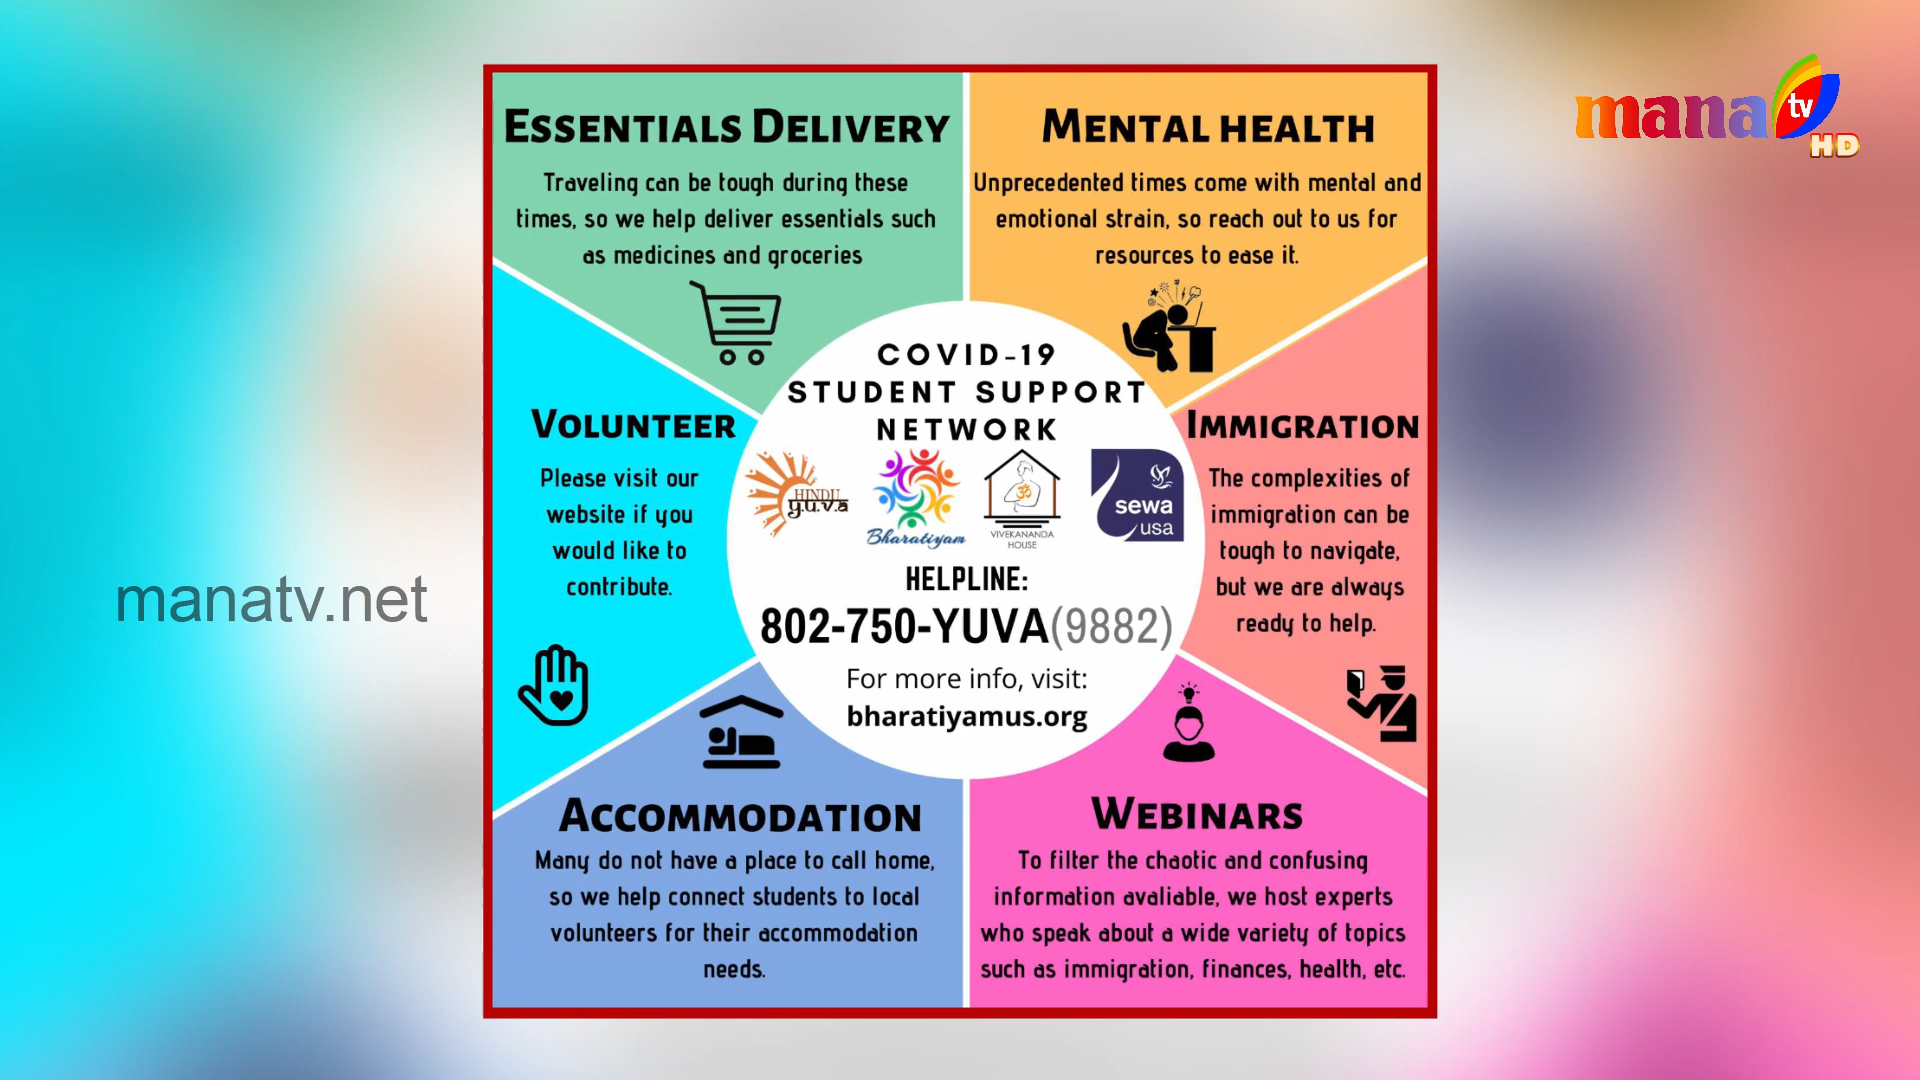 mana tv
HD
manatv.net
ESSENTIALS DELIVERY
Traveling can be tough during these
times, so we help deliver essentials such
as medicines and groceries
MENTAL HEALTH
Unprecedented times come with mental and
emotional strain, so reach out to us for
resources to ease it.
VOLUNTEER
Please visit our
website if you
would like to
contribute.
COVID-19
STUDENT SUPPORT
NETWORK
HINDU
y.u.v.a
Bharatiyam
ॐ
VIVEKANANDA
HOUSE
sewa
usa
HELPLINE:
802-750-YUVA(9882)
For more info, visit:
bharatiyamus.org
IMMIGRATION
The complexities of
immigration can be
tough to navigate,
but we are always
ready to help.
ACCOMMODATION
Many do not have a place to call home,
so we help connect students to local
volunteers for their accommodation
needs.
WEBINARS
To filter the chaotic and confusing
information avaliable, we host experts
who speak about a wide variety of topics
such as immigration, finances, health, etc.